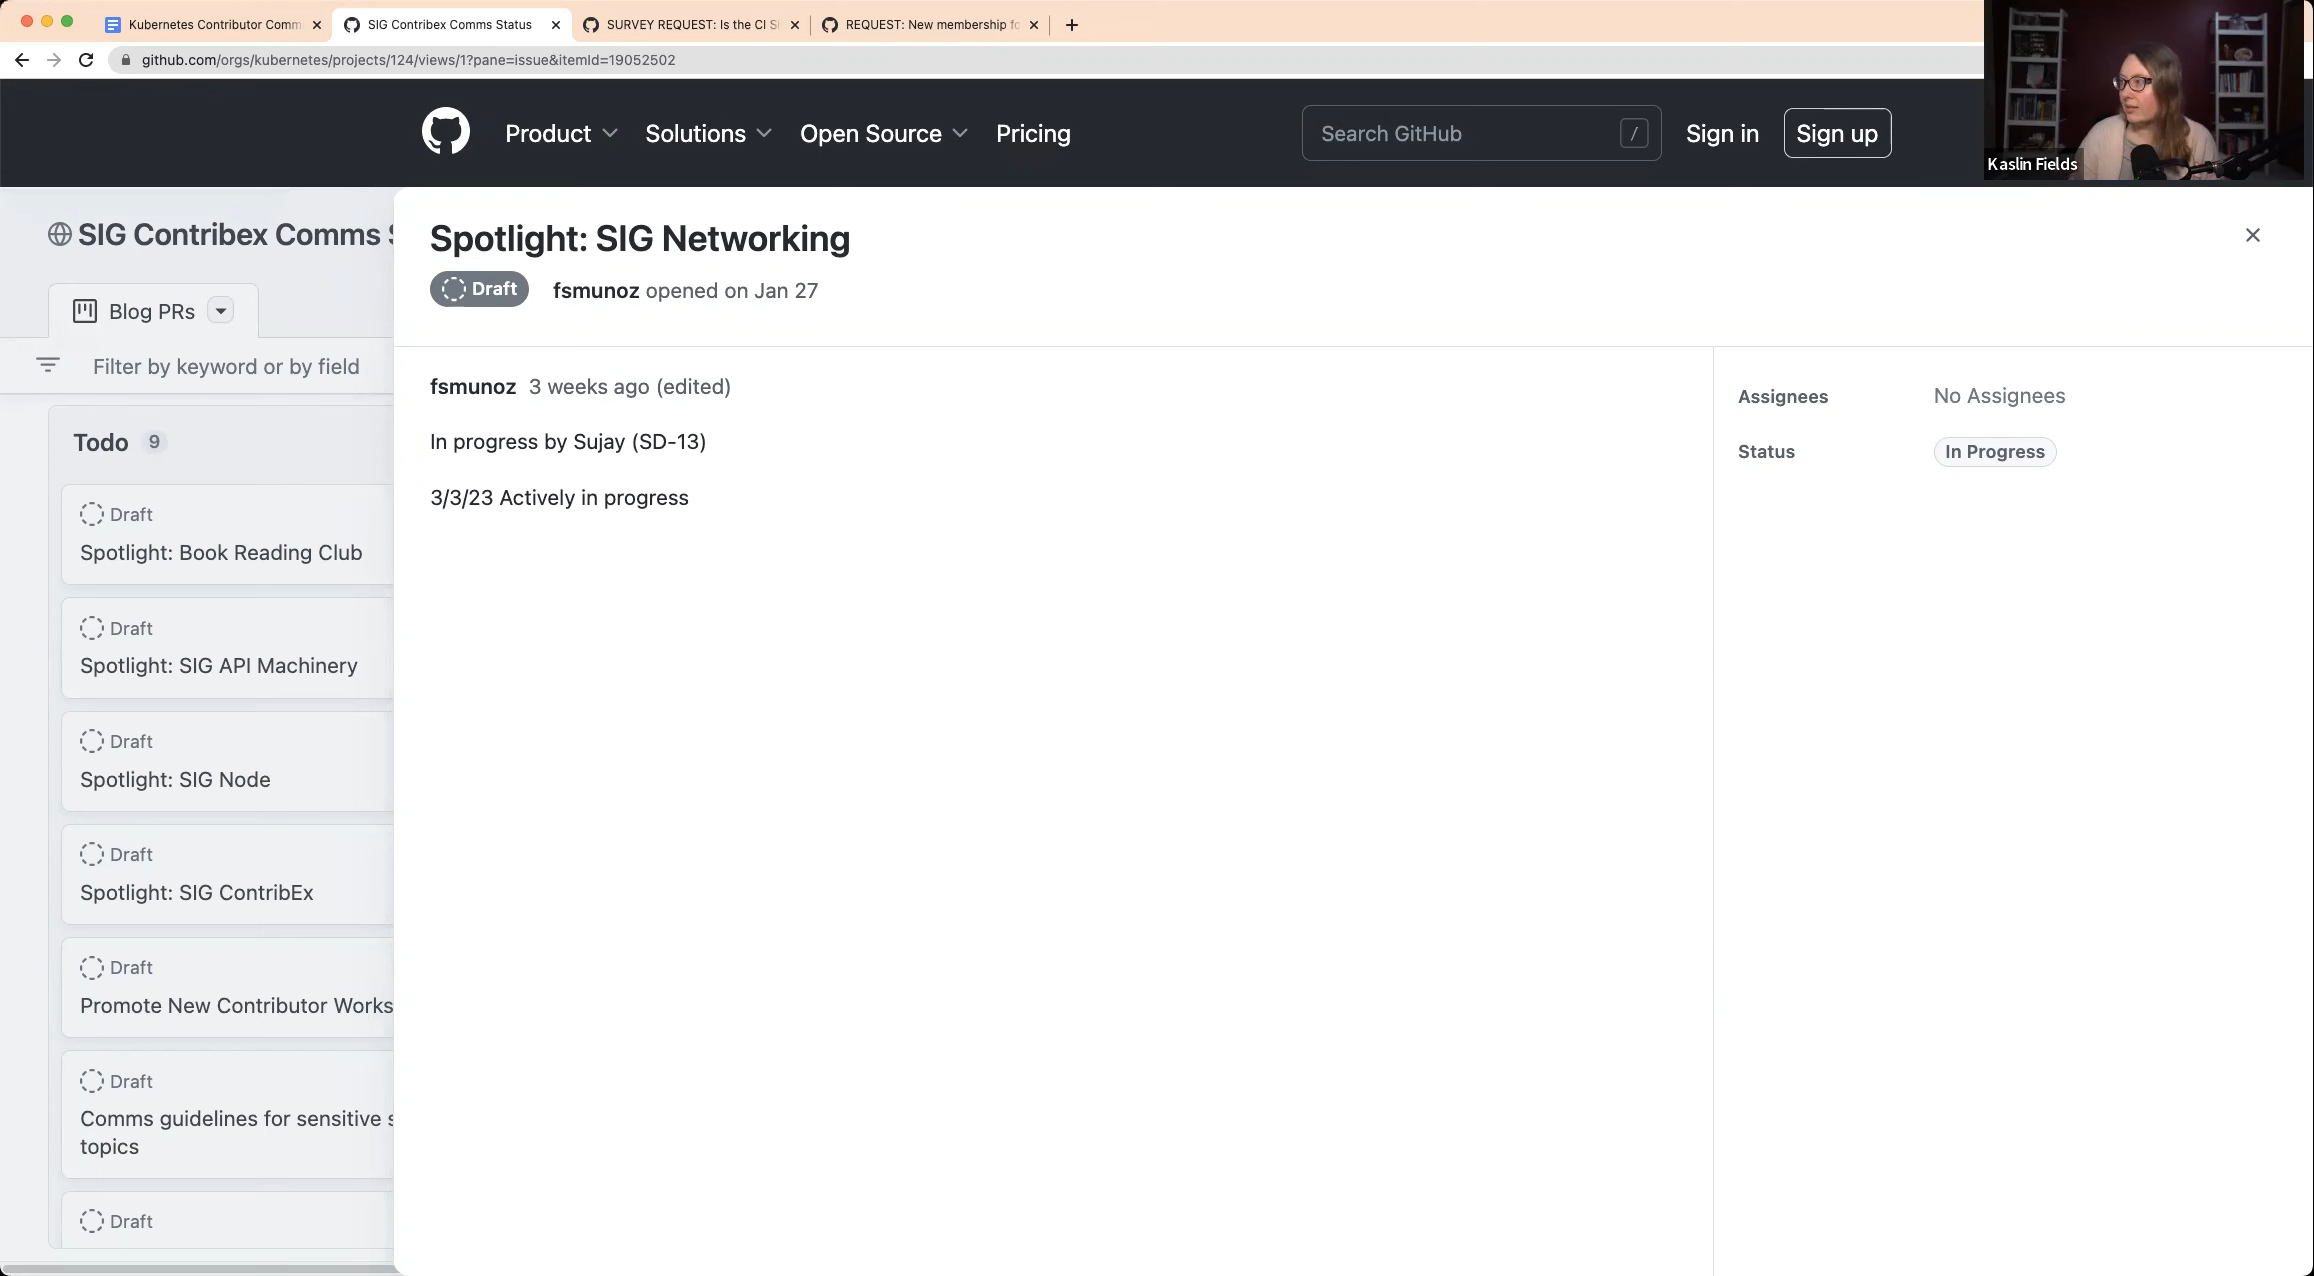 Kubernetes Contributor Comm
SIG Contribex Comms Status
SURVEY REQUEST: Is the CI S
REQUEST: New membership fo
github.com/orgs/kubernetes/projects/124/views/1?pane=issue&itemId=19052502
Product
Solutions
Open Source
Pricing
Search GitHub
/
Sign in
Sign up
Kaslin Fields
SIG Contribex Comms S
Blog PRs
Filter by keyword or by field
Todo 9
Draft
Spotlight: Book Reading Club
Draft
Spotlight: SIG API Machinery
Draft
Spotlight: SIG Node
Draft
Spotlight: SIG ContribEx
Draft
Promote New Contributor Works
Draft
Comms guidelines for sensitive s
topics
Draft
Spotlight: SIG Networking
Draft
fsmunoz opened on Jan 27
fsmunoz 3 weeks ago (edited)
In progress by Sujay (SD-13)
3/3/23 Actively in progress
Assignees
No Assignees
Status
In Progress